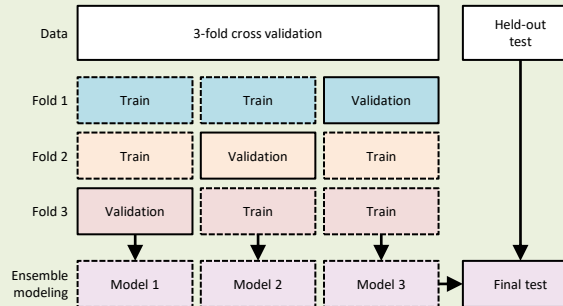 Data
3-fold cross validation
Held-out
test
Fold 1
Train
Train
Validation
Fold 2
Train
Validation
Train
Fold 3
Validation
Train
Train
Ensemble
modeling
Model 1
Model 2
Model 3
Final test